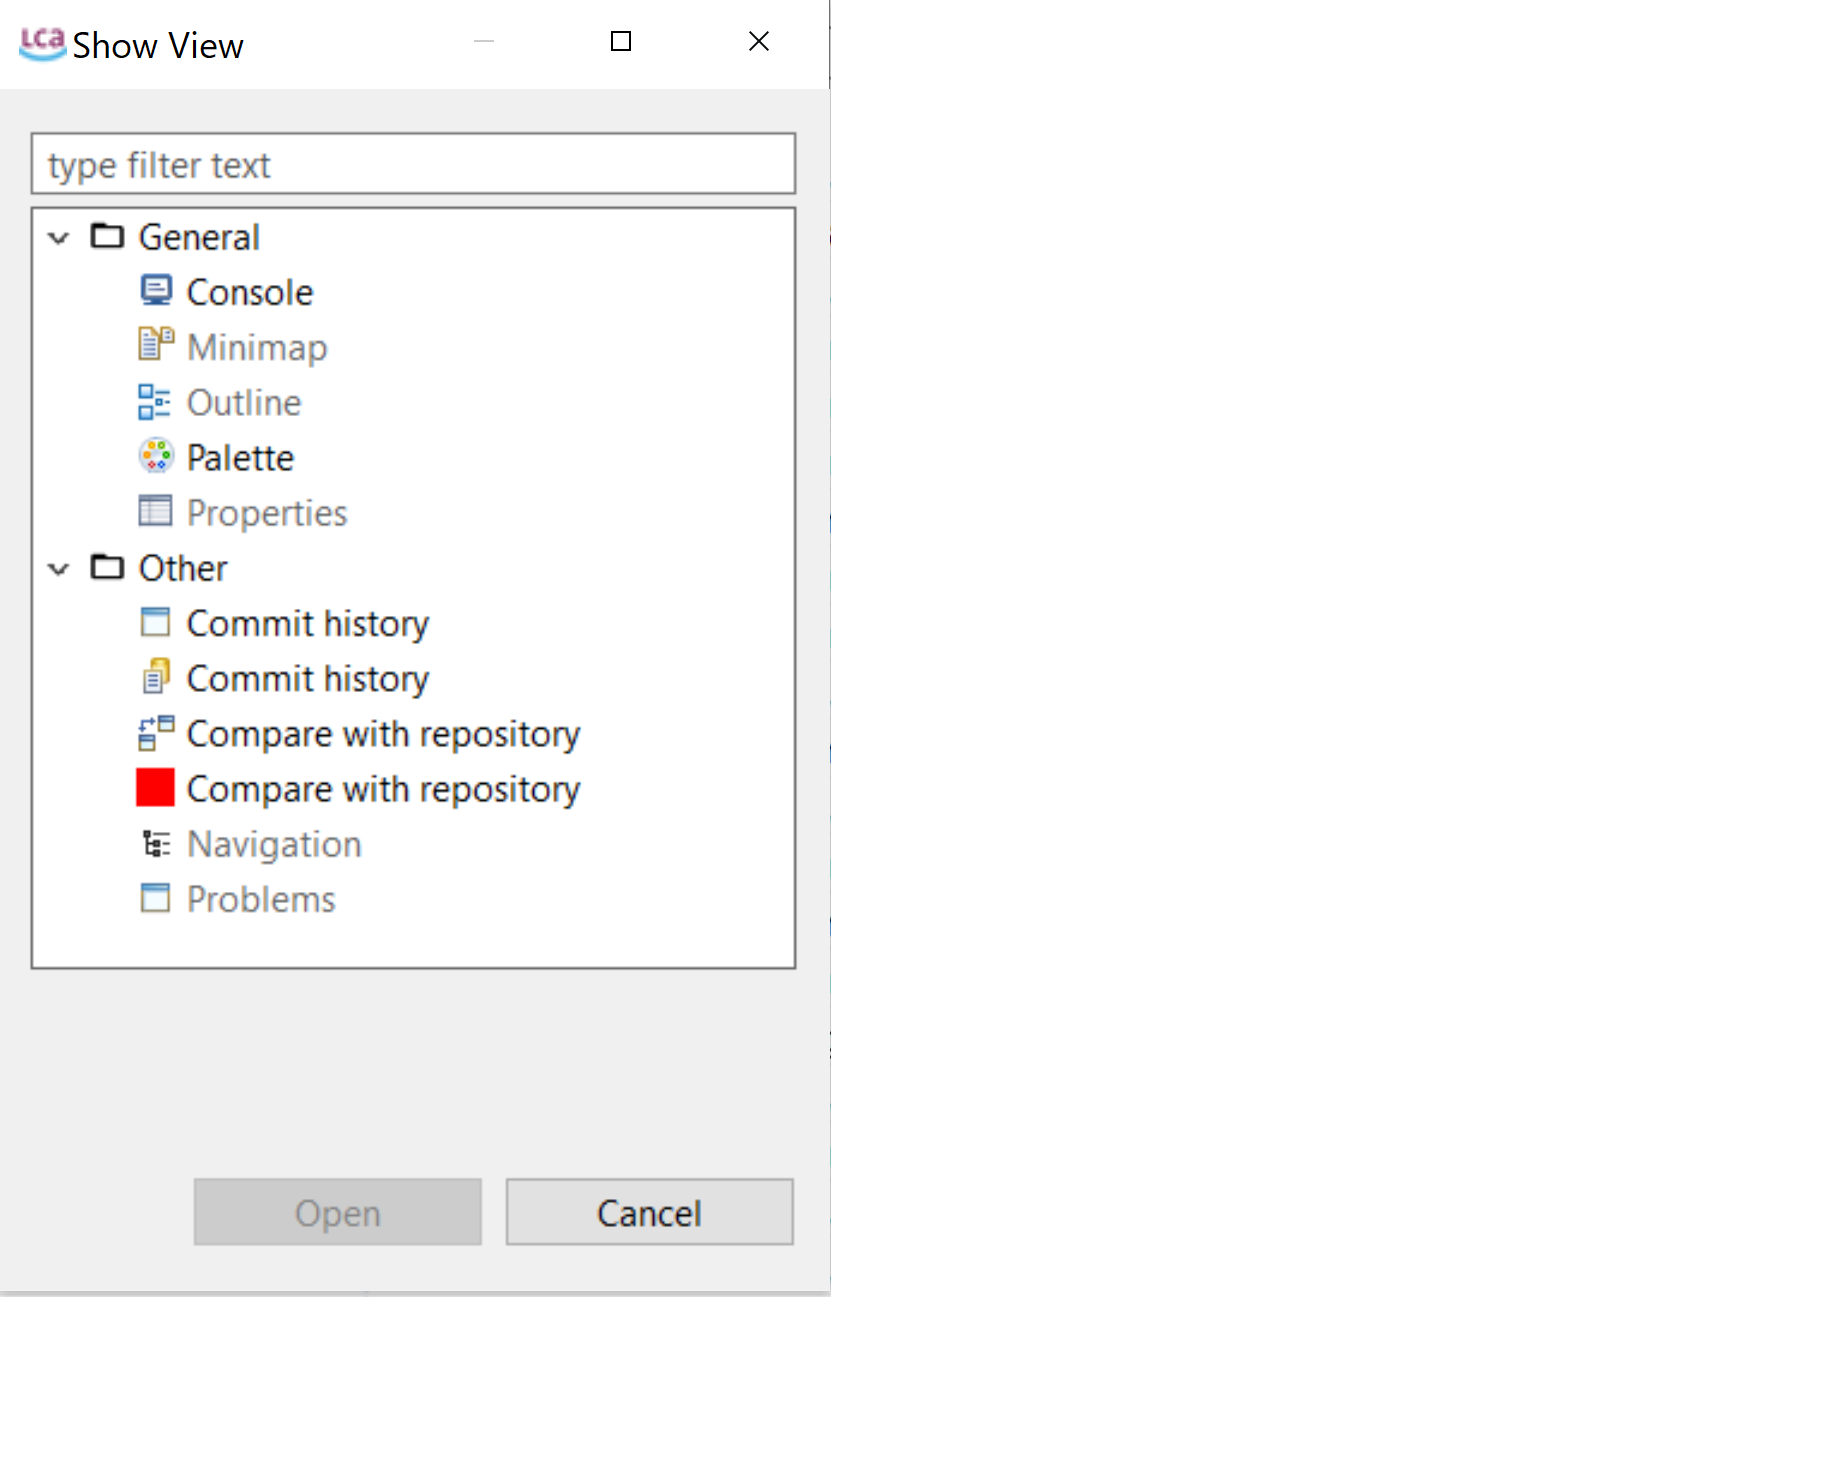 LCA Show View
type filter text
General
Console
Minimap
Outline
Palette
Properties
Other
Commit history
Commit history
Compare with repository
Compare with repository
Navigation
Problems
Open Cancel